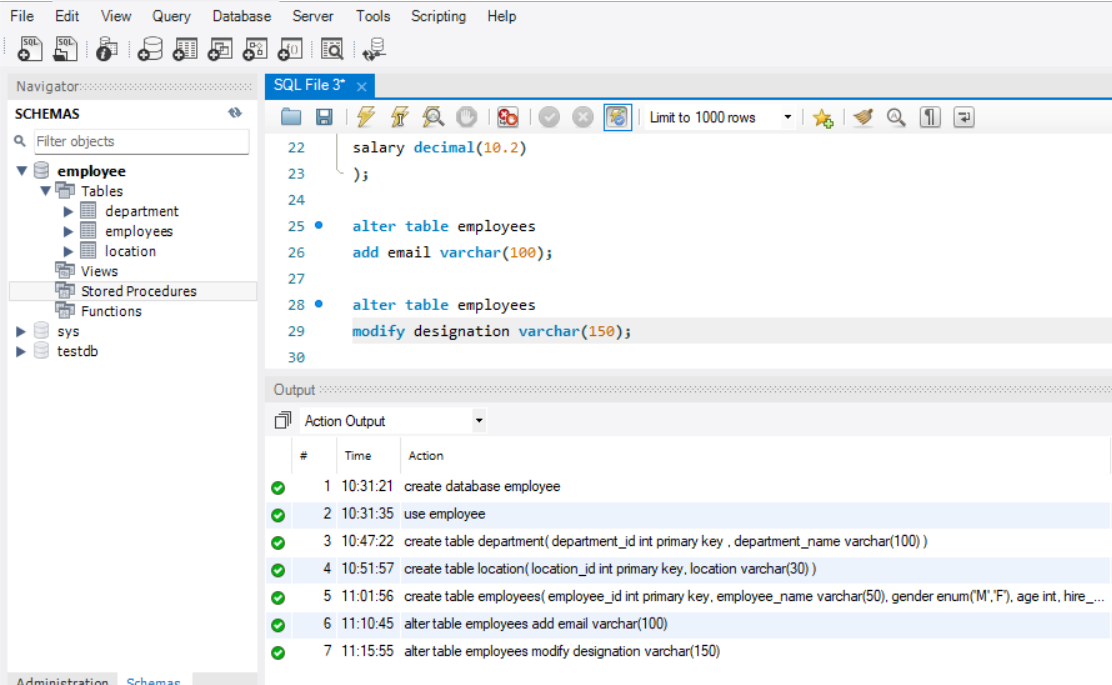 File Edit View Query Database Server Tools Scripting Help
SQL SQL
Navigator
SCHEMAS
Filter objects
employee
Tables
department
employees
location
Views
Stored Procedures
Functions
sys
testdb
Administration Schemas
SQL File 3*
Limit to 1000 rows
22 salary decimal(10.2)
23 );
24
25 alter table employees
26 add email varchar(100);
27
28 alter table employees
29 modify designation varchar(150);
30
Output
Action Output
# Time Action
1 10:31:21 create database employee
2 10:31:35 use employee
3 10:47:22 create table department( department_id int primary key , department_name varchar(100) )
4 10:51:57 create table location( location_id int primary key, location varchar(30) )
5 11:01:56 create table employees( employee_id int primary key, employee_name varchar(50), gender enum('M','F'), age int, hire_...
6 11:10:45 alter table employees add email varchar(100)
7 11:15:55 alter table employees modify designation varchar(150)